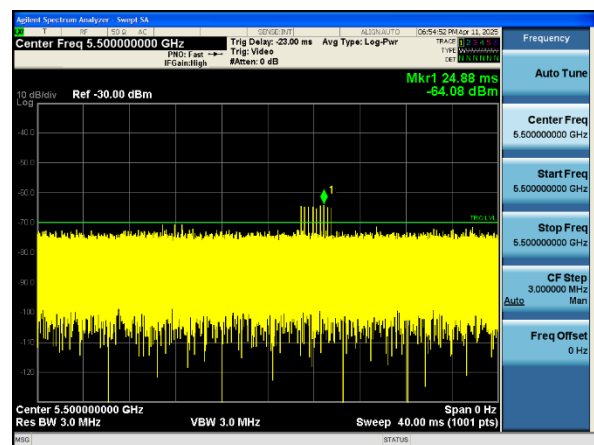 Agilent Spectrum Analyzer - Swept SA
T RF 50 Ω AC SENSE:INT ALIGN AUTO 06:54:52 PM Apr 11, 2025
Center Freq 5.500000000 GHz
PNO: Fast
IFGain:High
Trig Delay: -23.00 ms
Trig: Video
#Atten: 0 dB
Avg Type: Log-Pwr
TRACE 1 2 3 4 5 6
TYPE
DET N N N N N N
Mkr1 24.88 ms
-64.08 dBm
10 dB/div
Ref -30.00 dBm
Log
-40.0
-50.0
-60.0
-70.0
-80.0
-90.0
-100
-110
-120
1
TRIG LVL
Center 5.500000000 GHz
Span 0 Hz
Res BW 3.0 MHz
VBW 3.0 MHz
Sweep 40.00 ms (1001 pts)
MSG
STATUS
Frequency
Auto Tune
Center Freq
5.500000000 GHz
Start Freq
5.500000000 GHz
Stop Freq
5.500000000 GHz
CF Step
3.000000 MHz
Auto Man
Freq Offset
0 Hz